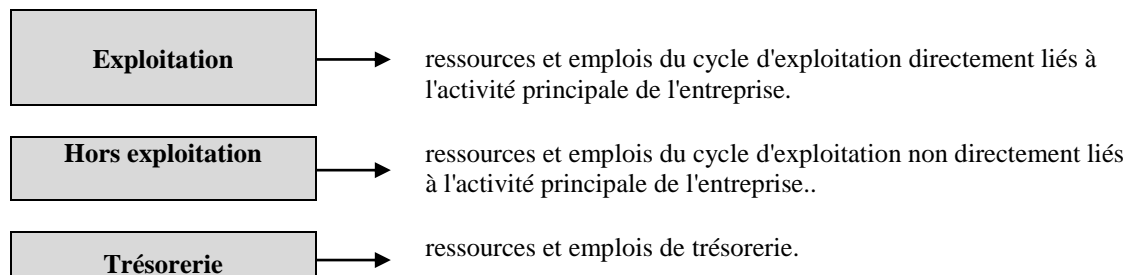 Exploitation
ressources et emplois du cycle d'exploitation directement liés à
l'activité principale de l'entreprise.
Hors exploitation
ressources et emplois du cycle d'exploitation non directement liés
à l'activité principale de l'entreprise..
Trésorerie
ressources et emplois de trésorerie.